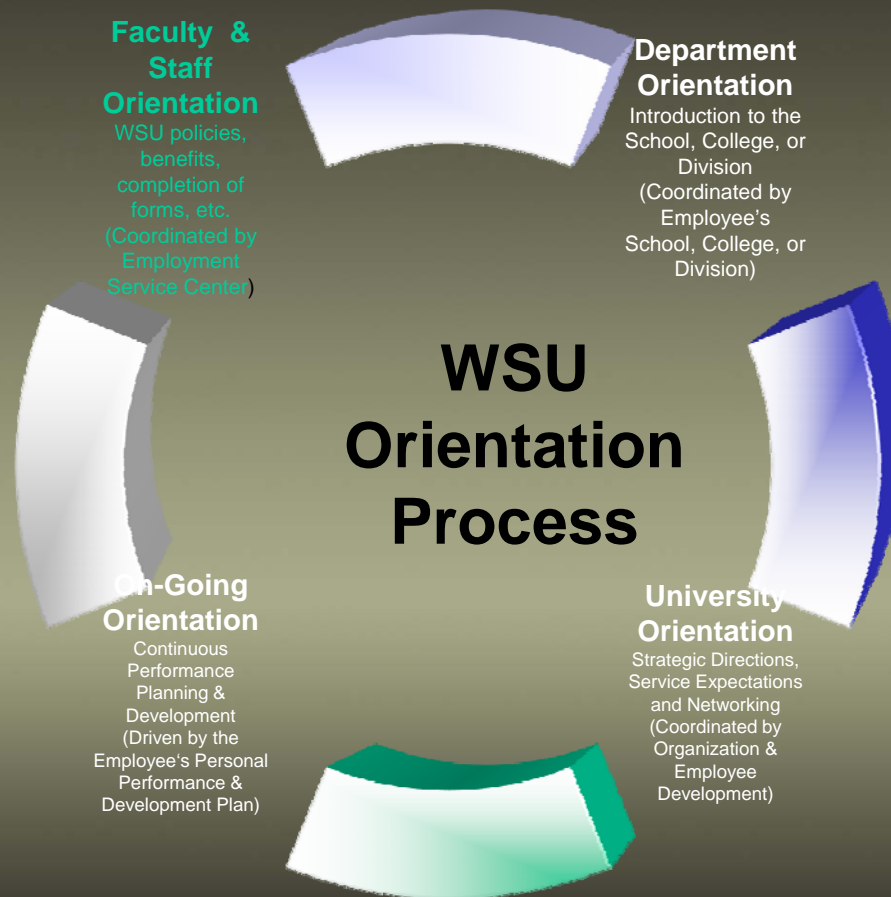 Faculty &
Staff
Orientation
WSU policies,
benefits,
completion of
forms, etc.
(Coordinated by
Employment
Service Center)
Department
Orientation
Introduction to the
School, College, or
Division
(Coordinated by
Employee’s
School, College, or
Division)
WSU
Orientation
Process
On-Going
Orientation
Continuous
Performance
Planning &
Development
(Driven by the
Employee‘s Personal
Performance &
Development Plan)
University
Orientation
Strategic Directions,
Service Expectations
and Networking
(Coordinated by
Organization &
Employee
Development)